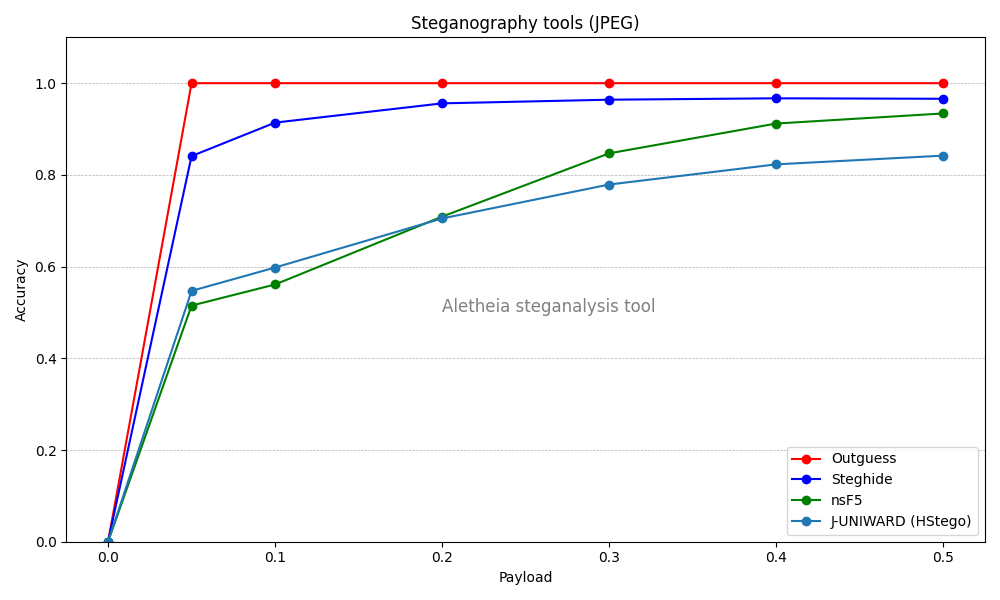 Steganography tools (JPEG)
Accuracy
1.0
0.8
0.6
0.4
0.2
0.0
Aletheia steganalysis tool
Outguess
Steghide
nsF5
J-UNIWARD (HStego)
0.0 0.1 0.2 0.3 0.4 0.5
Payload